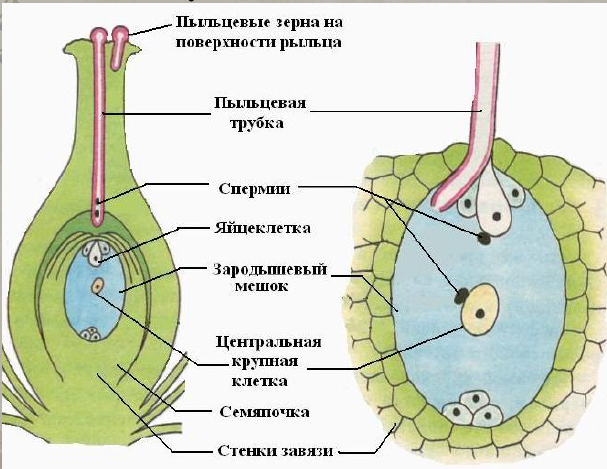 Пыльцевые зерна на
поверхности рыльца
Пыльцевая
трубка
Спермии
Яйцеклетка
Зародышевый
мешок
Центральная
крупная
клетка
Семяпочка
Стенки завязи